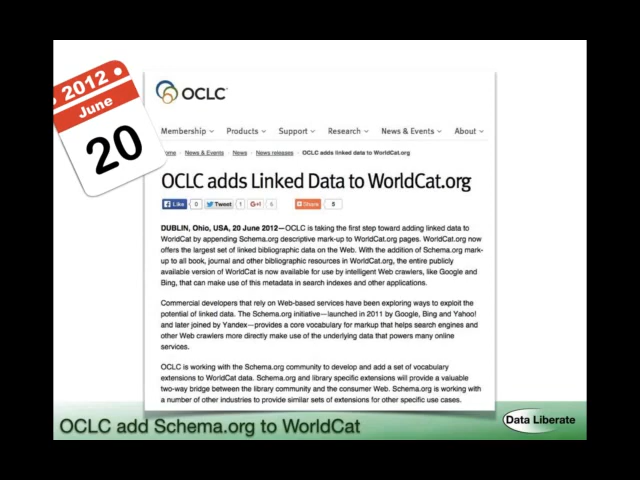 2012
June
20
OCLC
Membership Products Support Research News & Events About
News & Events News News releases OCLC adds linked data to WorldCat.org
OCLC adds Linked Data to WorldCat.org
Like 0 Tweet 1 +1 6 Share 5
DUBLIN, Ohio, USA, 20 June 2012—OCLC is taking the first step toward adding linked data to
WorldCat by appending Schema.org descriptive mark-up to WorldCat.org pages. WorldCat.org now
offers the largest set of linked bibliographic data on the Web. With the addition of Schema.org mark-
up to all book, journal and other bibliographic resources in WorldCat.org, the entire publicly
available version of WorldCat is now available for use by intelligent Web crawlers, like Google and
Bing, that can make use of this metadata in search indexes and other applications.
Commercial developers that rely on Web-based services have been exploring ways to exploit the
potential of linked data. The Schema.org initiative—launched in 2011 by Google, Bing and Yahoo!
and later joined by Yandex—provides a core vocabulary for markup that helps search engines and
other Web crawlers more directly make use of the underlying data that powers many online
services.
OCLC is working with the Schema.org community to develop and add a set of vocabulary
extensions to WorldCat data. Schema.org and library specific extensions will provide a valuable
two-way bridge between the library community and the consumer Web. Schema.org is working with
a number of other industries to provide similar sets of extensions for other specific use cases.
OCLC add Schema.org to WorldCat
Data Liberate